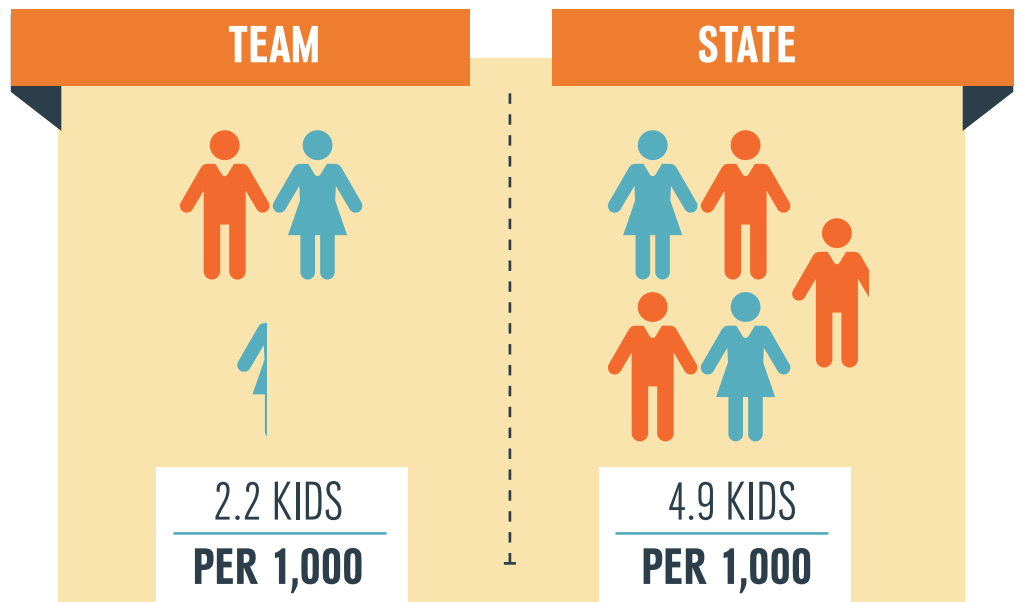 TEAM
STATE
2.2 KIDS
PER 1,000
4.9 KIDS
PER 1,000